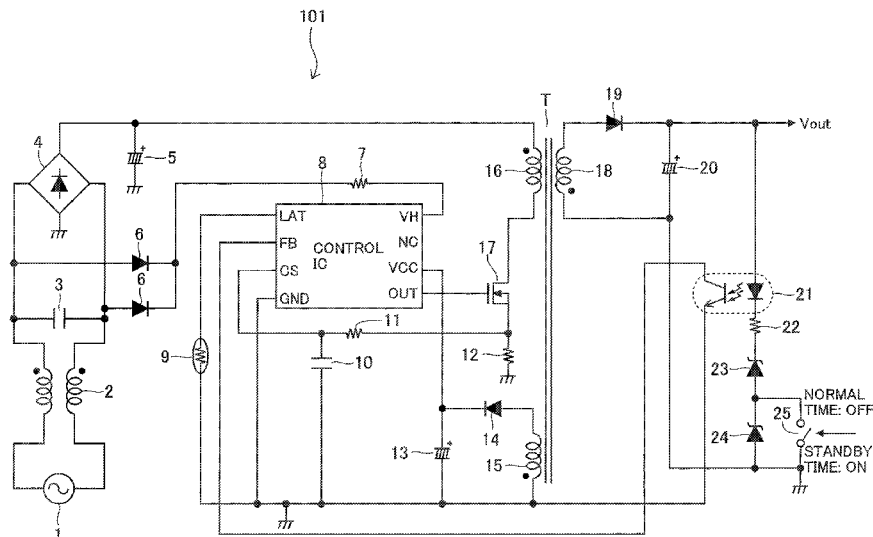 101
T
19
Vout
4
5
7
8
16
18
20
LAT
VH
FB
NC
CONTROL
IC
CS
VCC
GND
OUT
6
6
3
17
21
22
11
9
10
12
2
23
NORMAL
TIME: OFF
25
24
STANDBY
TIME: ON
13
14
15
1